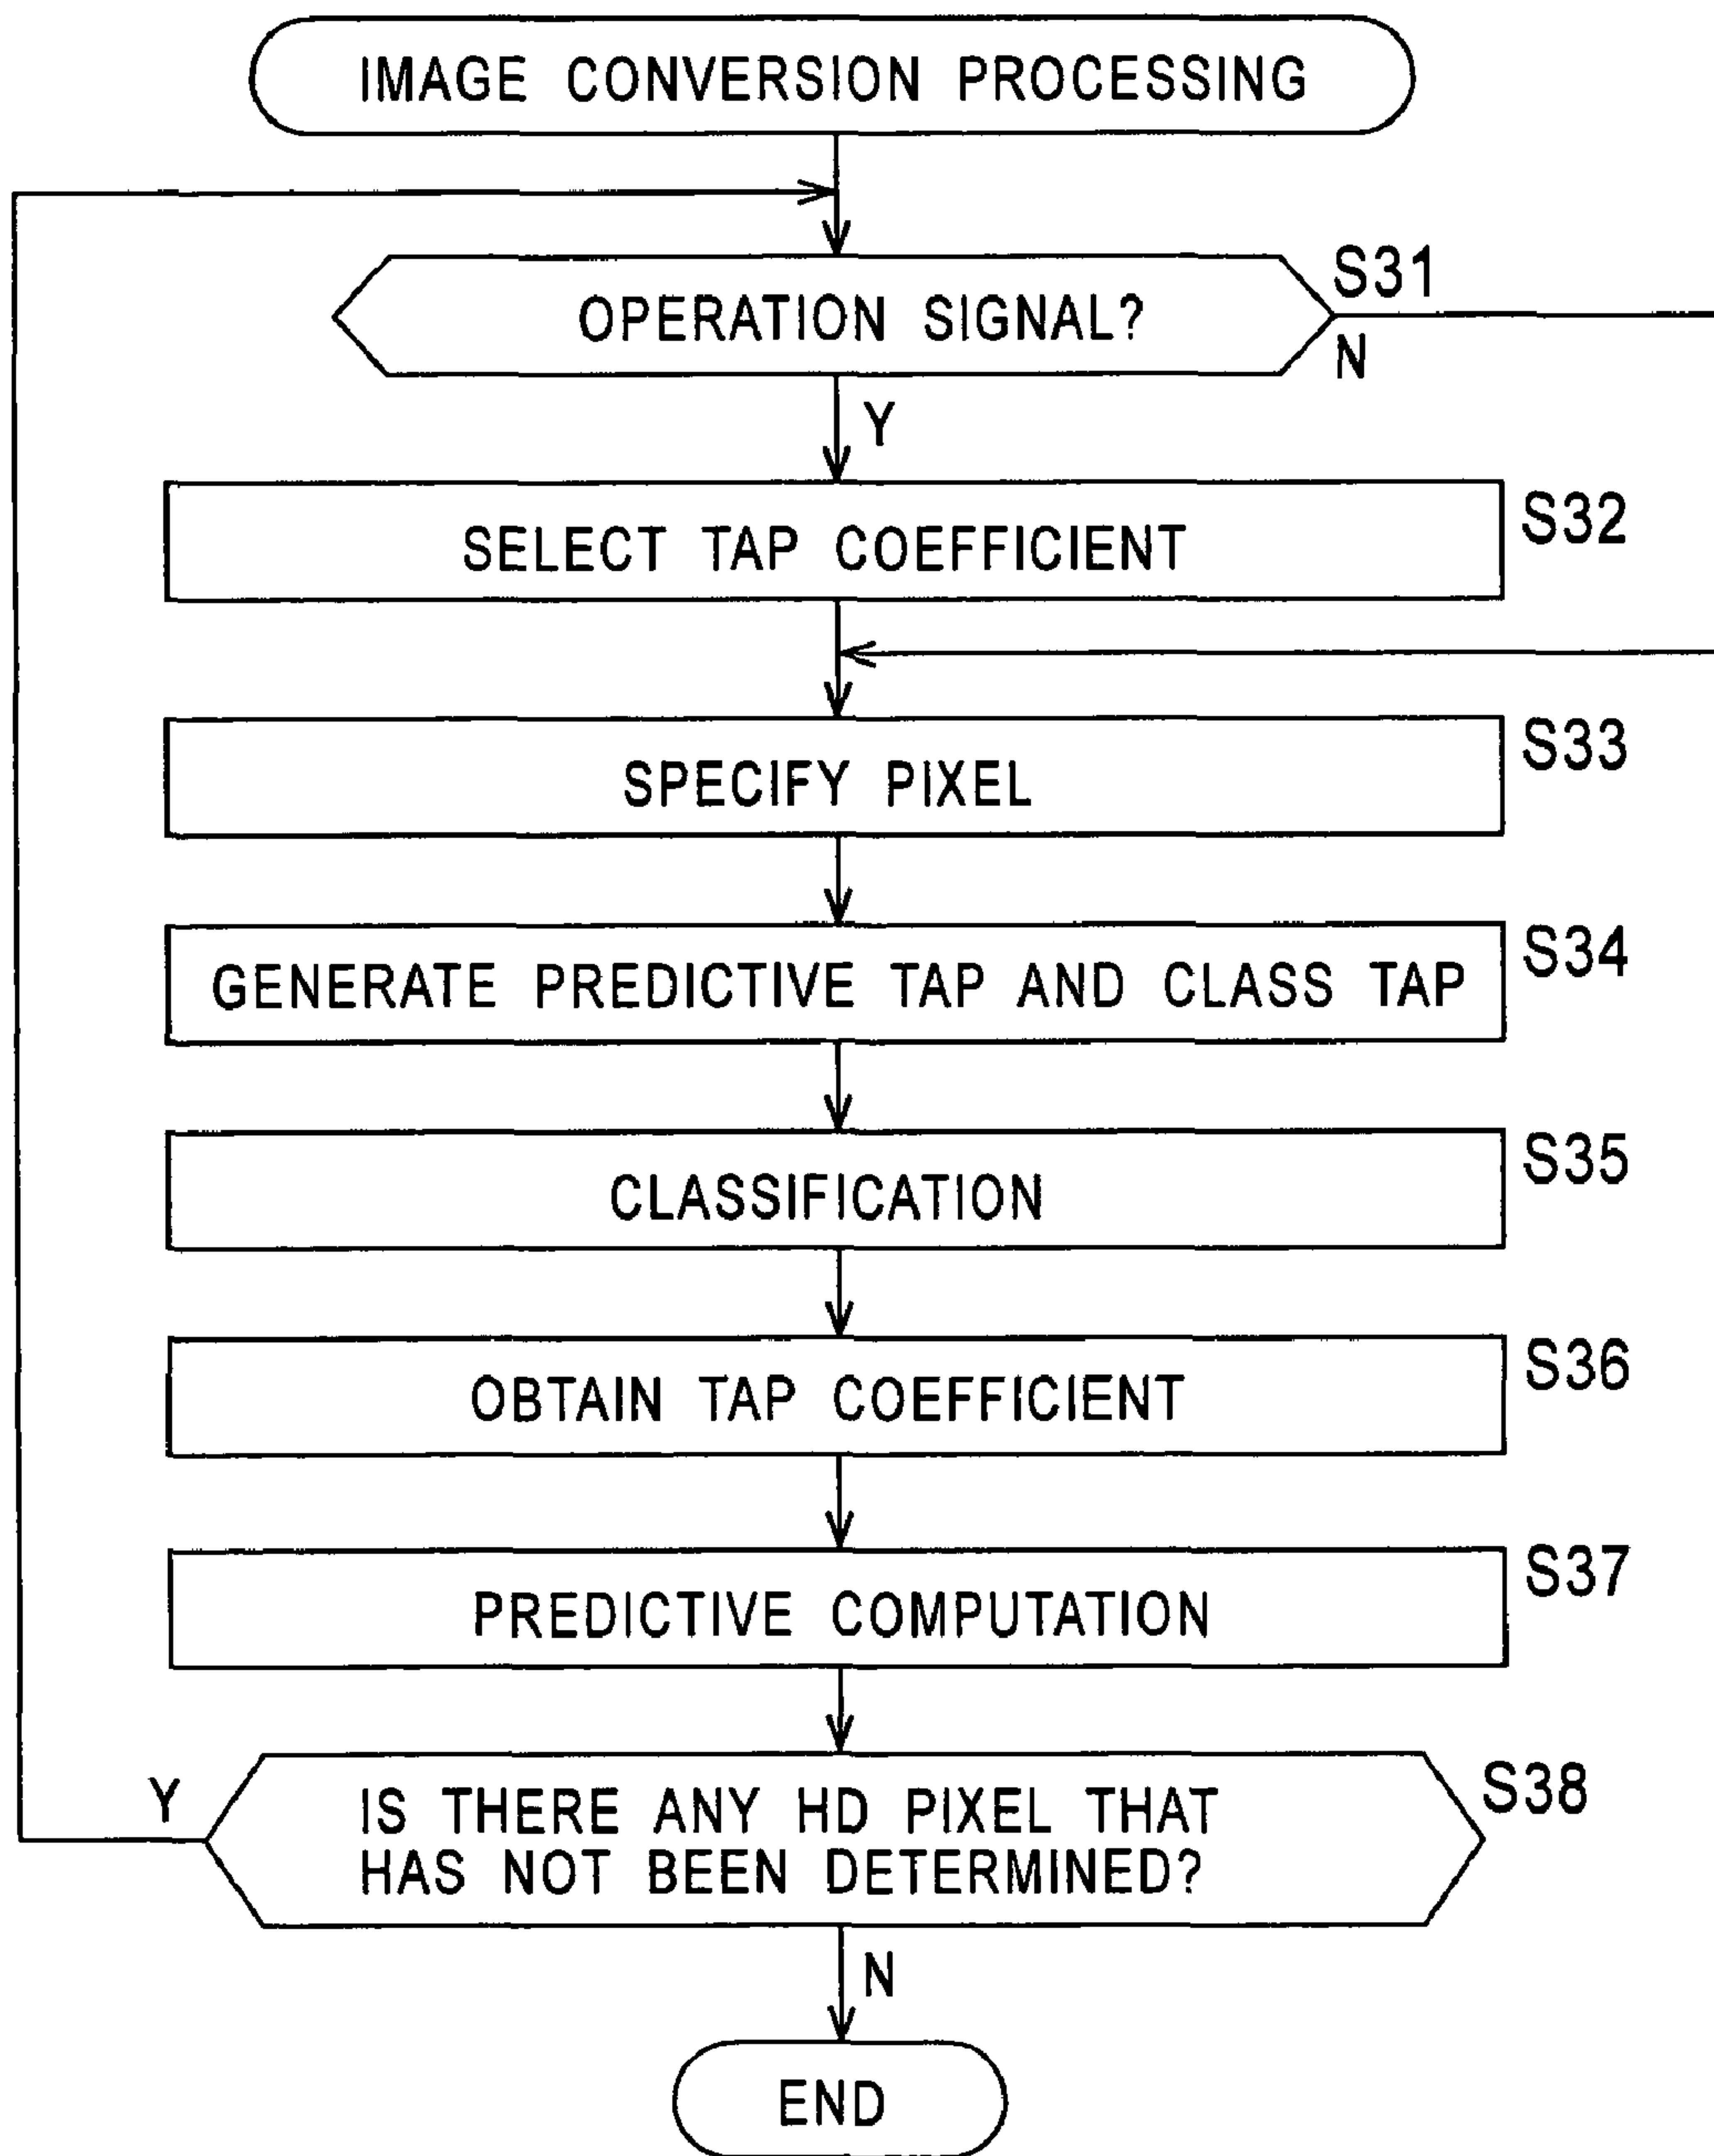 IMAGE CONVERSION PROCESSING
OPERATION SIGNAL?
S31
N
Y
SELECT TAP COEFFICIENT
S32
SPECIFY PIXEL
S33
GENERATE PREDICTIVE TAP AND CLASS TAP
S34
CLASSIFICATION
S35
OBTAIN TAP COEFFICIENT
S36
PREDICTIVE COMPUTATION
S37
Y
IS THERE ANY HD PIXEL THAT
HAS NOT BEEN DETERMINED?
S38
N
END